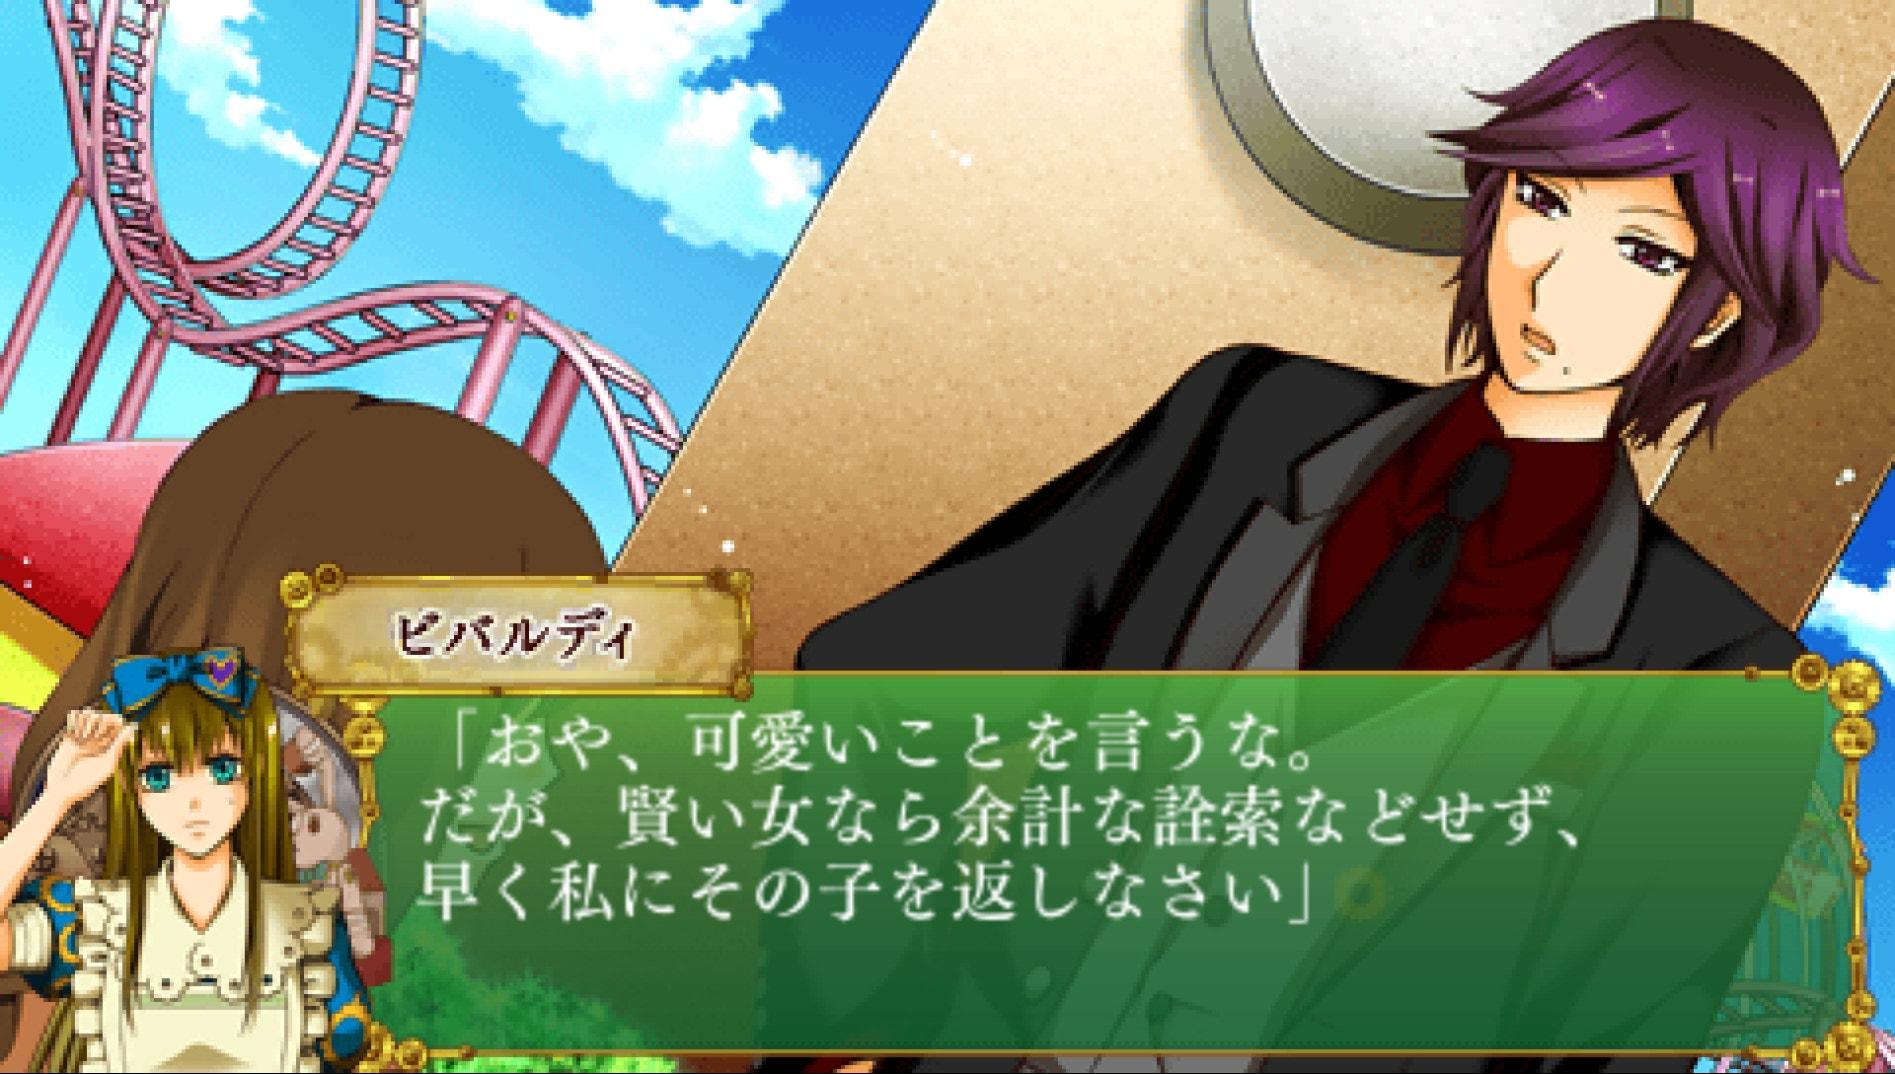 ビバルディ
「おや、可愛いことを言うな。
だが、賢い女なら余計な詮索などせず、
早く私にその子を返しなさい」